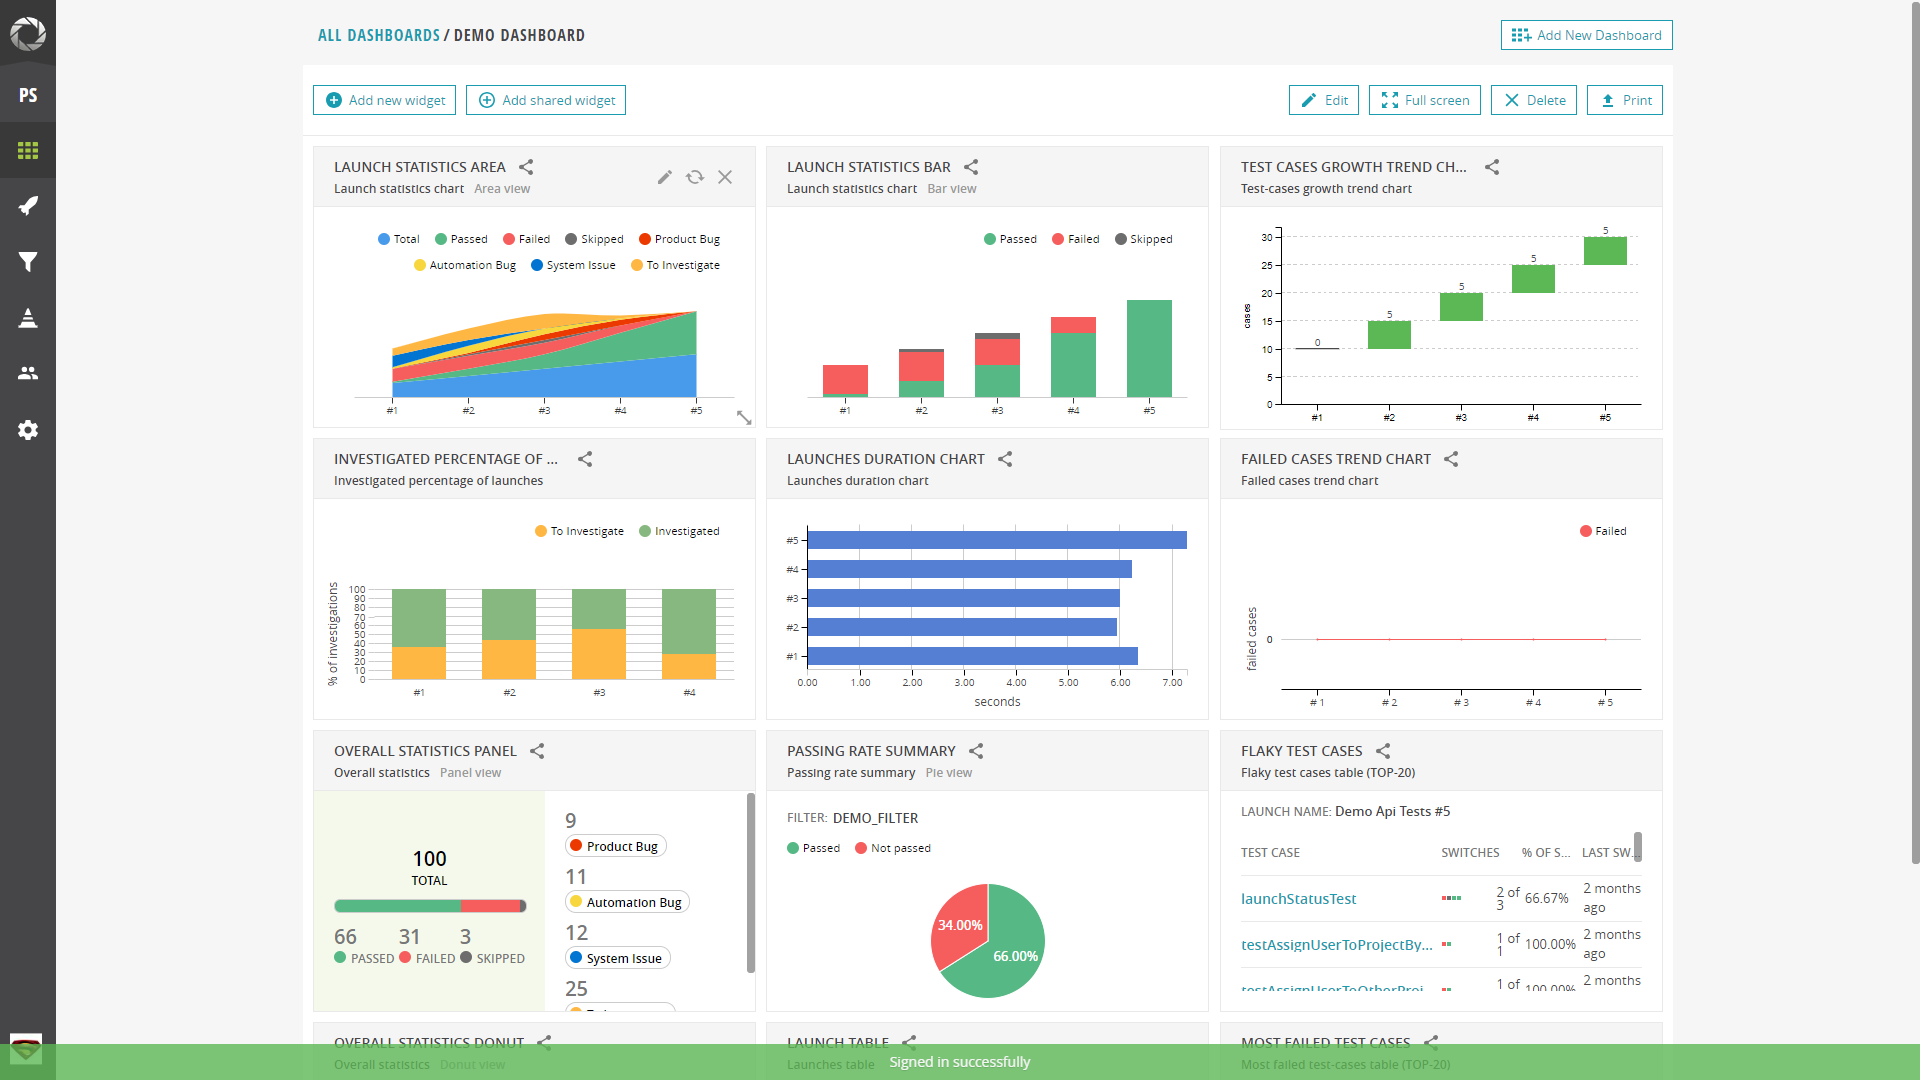 ALL DASHBOARDS / DEMO DASHBOARD
Add New Dashboard
PS
Add new widget
Add shared widget
Edit
Full screen
Delete
Print
LAUNCH STATISTICS AREA
Launch statistics chart Area view
Total Passed Failed Skipped Product Bug
Automation Bug System Issue To Investigate
#1 #2 #3 #4 #5
LAUNCH STATISTICS BAR
Launch statistics chart Bar view
Passed Failed Skipped
#1 #2 #3 #4 #5
TEST CASES GROWTH TREND CH...
Test-cases growth trend chart
cases
30
25
20
15
10
5
0
0 5 5 5 5
#1 #2 #3 #4 #5
INVESTIGATED PERCENTAGE OF ...
Investigated percentage of launches
To Investigate Investigated
% of investigations
100
90
80
70
60
50
40
30
20
10
0
#1 #2 #3 #4
LAUNCHES DURATION CHART
Launches duration chart
#5
#4
#3
#2
#1
0.00 1.00 2.00 3.00 4.00 5.00 6.00 7.00
seconds
FAILED CASES TREND CHART
Failed cases trend chart
Failed
failed cases
0
# 1 # 2 # 3 # 4 # 5
OVERALL STATISTICS PANEL
Overall statistics Panel view
100
TOTAL
66 31 3
PASSED FAILED SKIPPED
9
Product Bug
11
Automation Bug
12
System Issue
25
PASSING RATE SUMMARY
Passing rate summary Pie view
FILTER: DEMO_FILTER
Passed Not passed
34.00%
66.00%
FLAKY TEST CASES
Flaky test cases table (TOP-20)
LAUNCH NAME: Demo Api Tests #5
TEST CASE SWITCHES % OF S... LAST SW...
launchStatusTest 2 of 3 66.67% 2 months ago
testAssignUserToProjectBy... 1 of 1 100.00% 2 months ago
testAssignUserToOtherProj... 1 of 100.00% 2 months
OVERALL STATISTICS DONUT
Overall statistics Donut view
LAUNCH TABLE
Launches table
MOST FAILED TEST CASES
Most failed test-cases table (TOP-20)
Signed in successfully